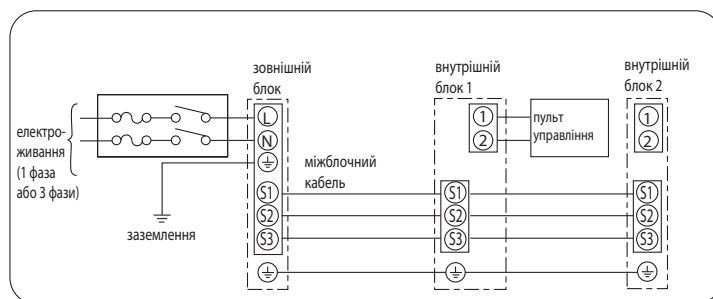 зовнішній
блок
внутрішній
блок 1
внутрішній
блок 2
електро-
живання
(1 фаза
або 3 фази)
L
N
S1
S2
S3
заземлення
міжблочний
кабель
1
2
S1
S2
S3
пульт
управління
1
2
S1
S2
S3